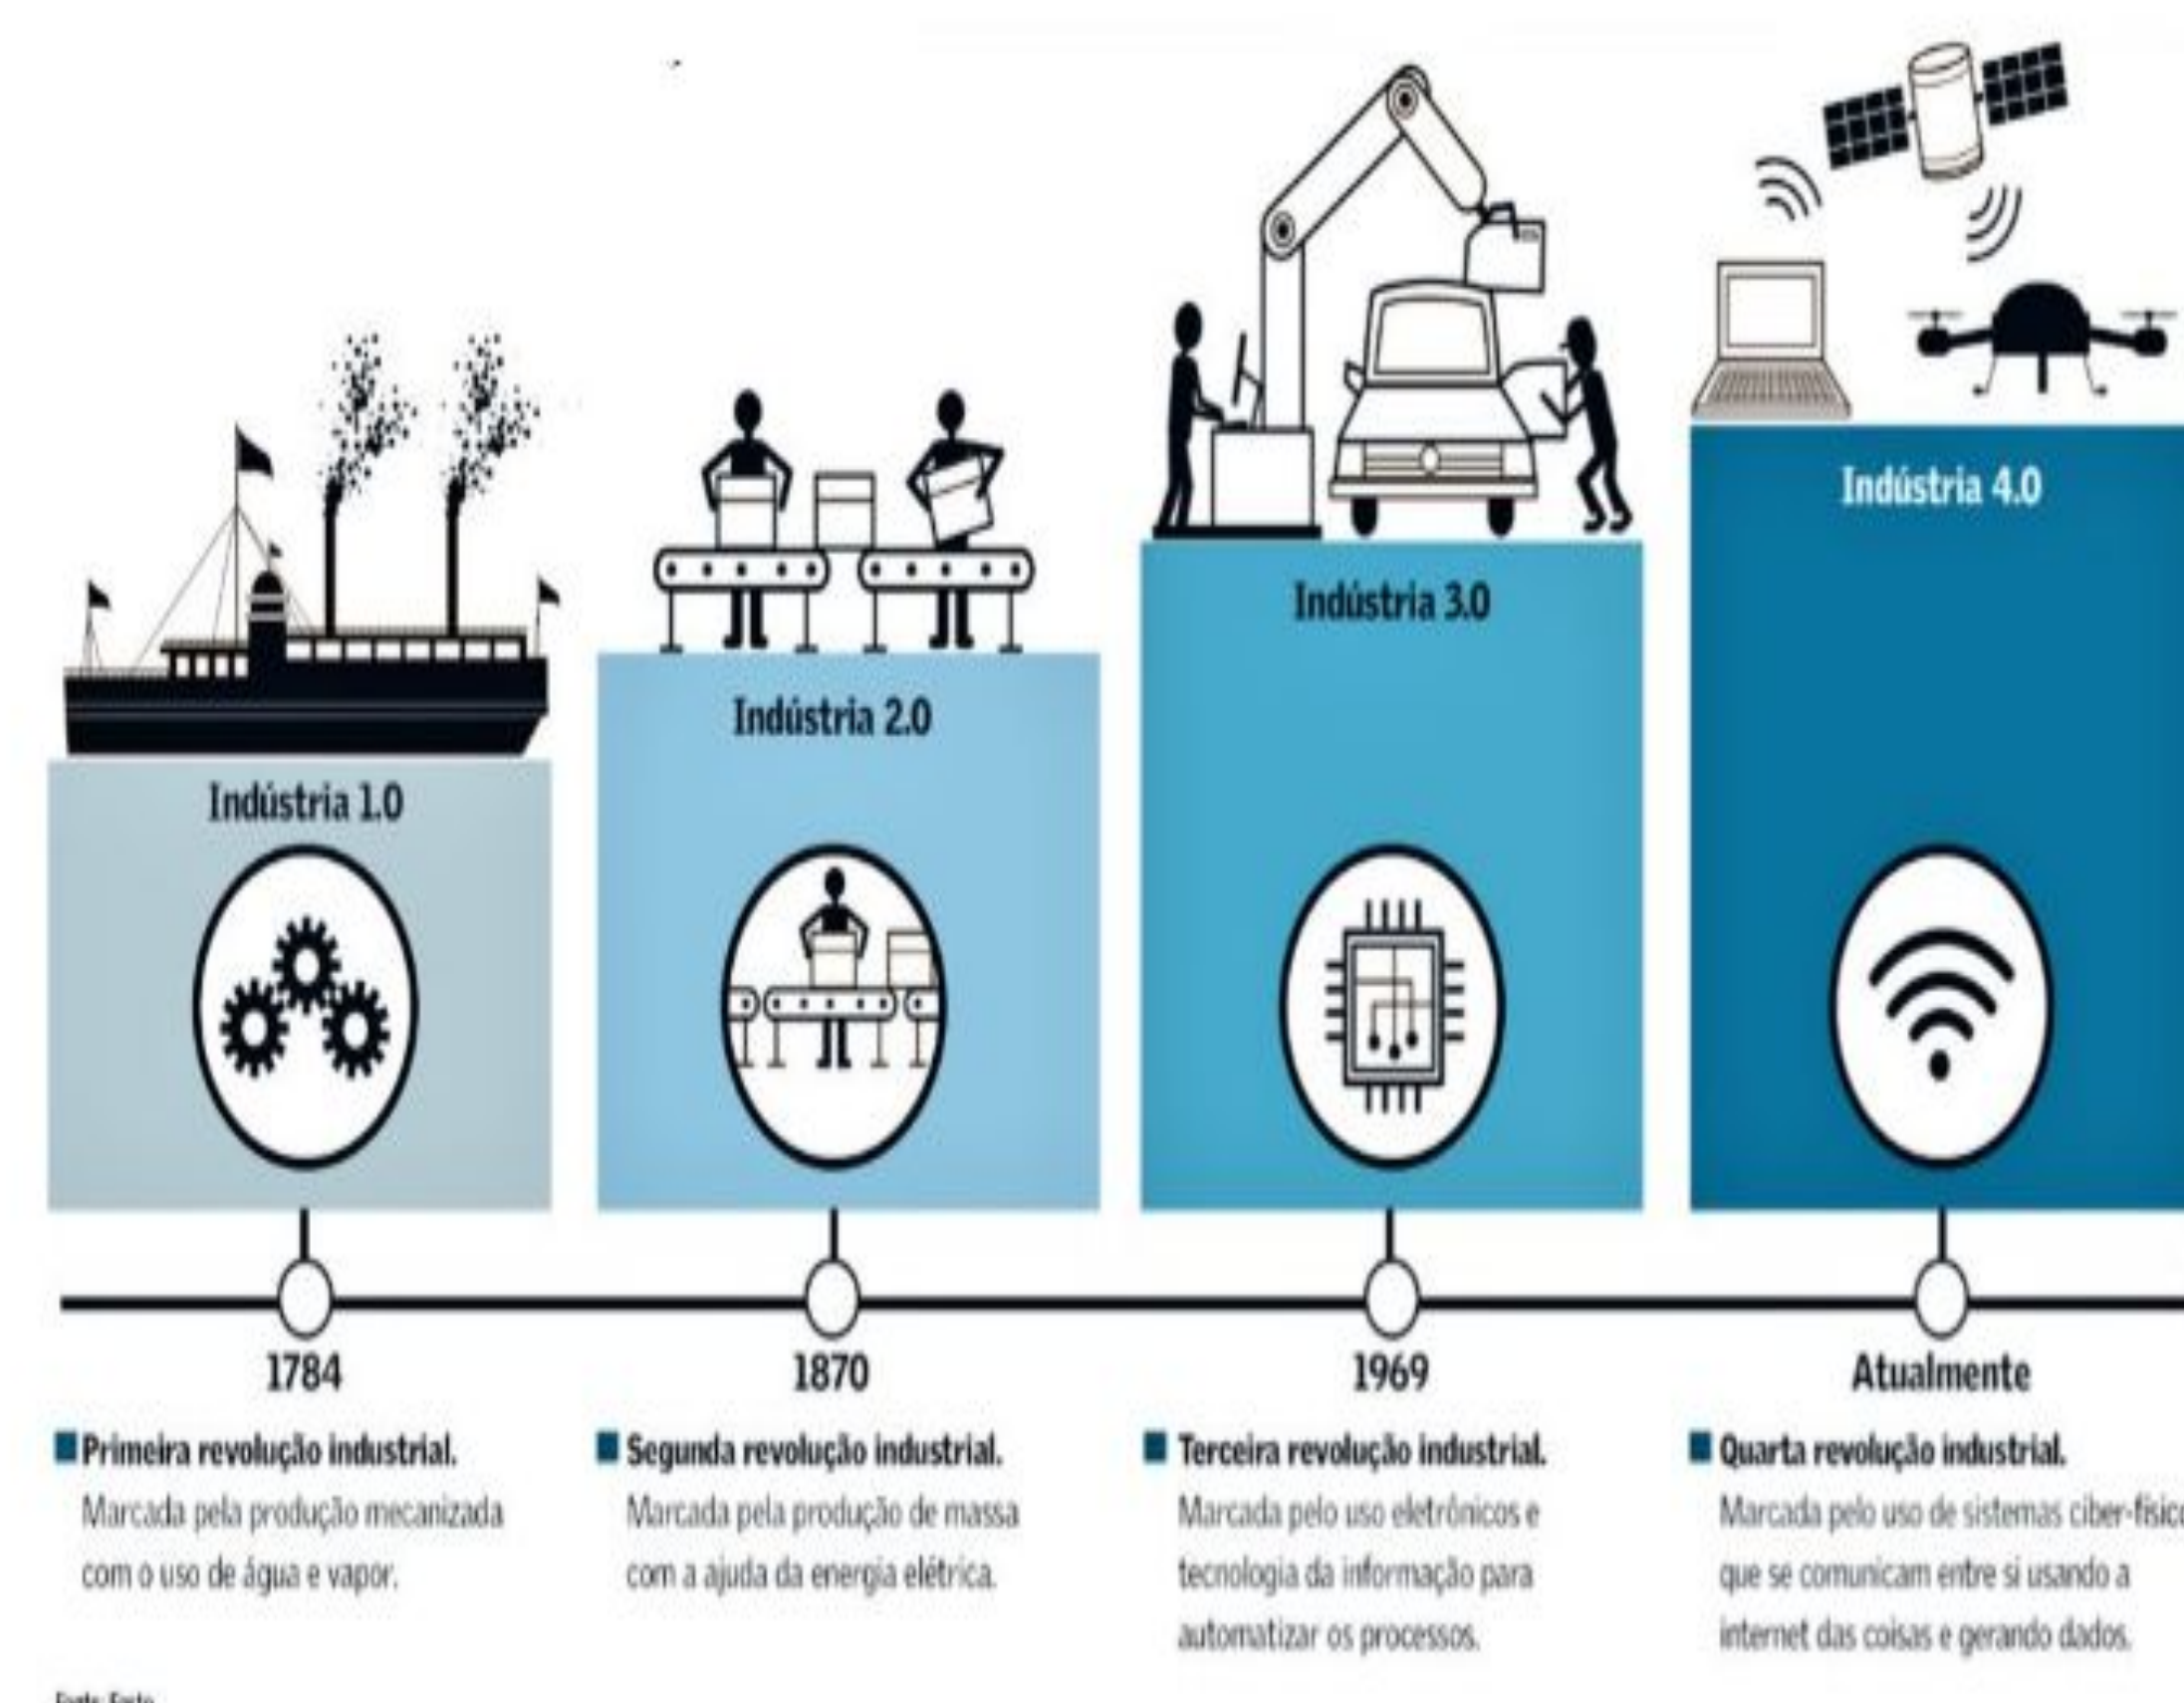 Indústria 1.0
Indústria 2.0
Indústria 3.0
Indústria 4.0
1784
Primeira revolução industrial.
Marcada pela produção mecanizada
com o uso de água e vapor.
1870
Segunda revolução industrial.
Marcada pela produção de massa
com a ajuda da energia elétrica.
1969
Terceira revolução industrial.
Marcada pelo uso eletrônicos e
tecnologia da informação para
automatizar os processos.
Atualmente
Quarta revolução industrial.
Marcada pelo uso de sistemas
que se comunicam entre si usando a
internet das coisas e gerando dados.